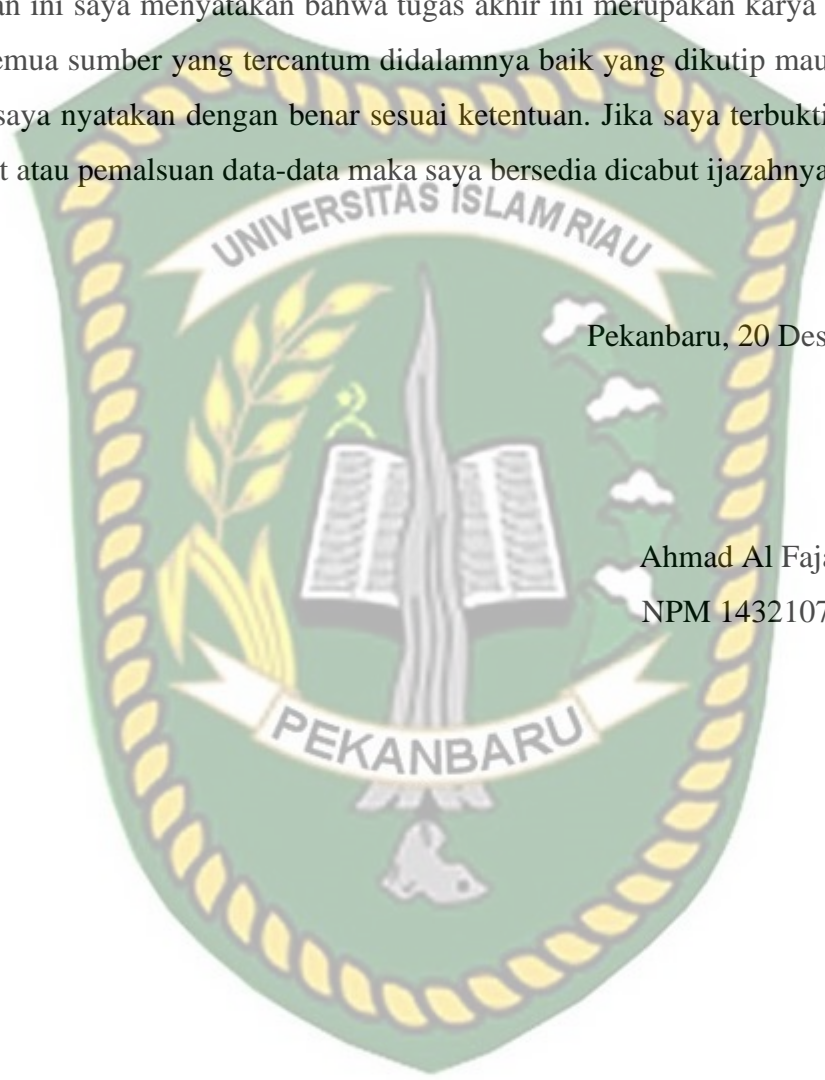 an ini saya menyatakan bahwa tugas akhir ini merupakan karya
emua sumber yang tercantum didalamnya baik yang dikutip mau
saya nyatakan dengan benar sesuai ketentuan. Jika saya terbukti
t atau pemalsuan data-data maka saya bersedia dicabut ijazahnya
UNIVERSITAS ISLAM RIAU
Pekanbaru, 20 Des
Ahmad Al Faja
NPM 1432107
PEKANBARU